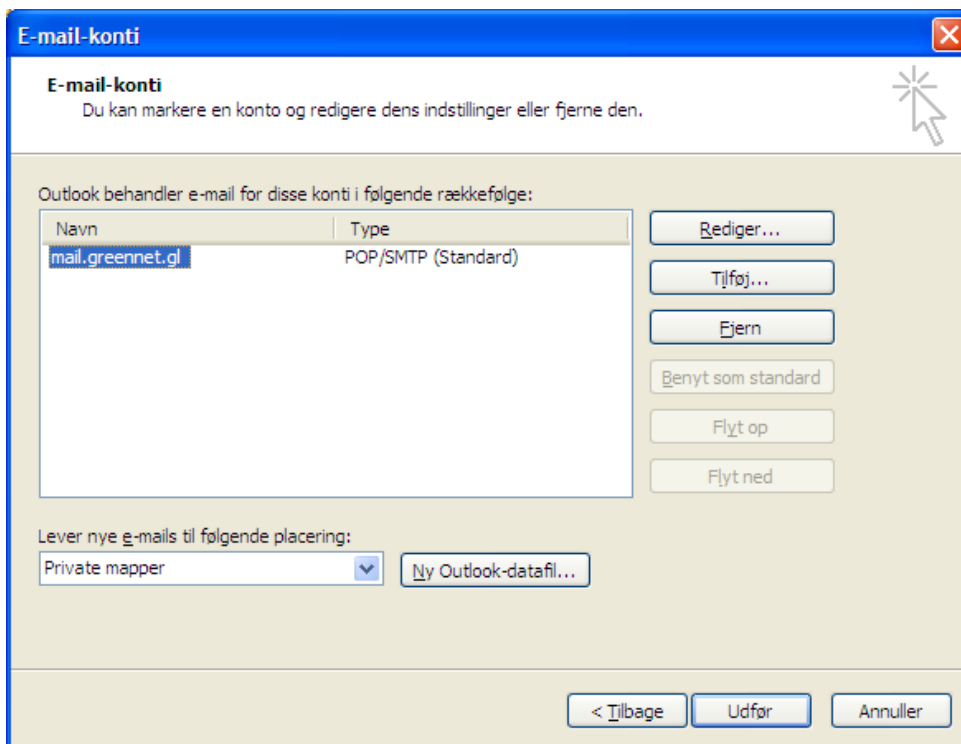 E-mail-konti
E-mail-konti
Du kan markere en konto og redigere dens indstillinger eller fjerne den.
Outlook behandler e-mail for disse konti i følgende rækkefølge:
Navn Type
mail.greennet.gl POP/SMTP (Standard)
Rediger...
Tilføj...
Fjern
Benyt som standard
Flyt op
Flyt ned
Lever nye e-mails til følgende placering:
Private mapper
Ny Outlook-datafil...
< Tilbage
Udfør
Annuller